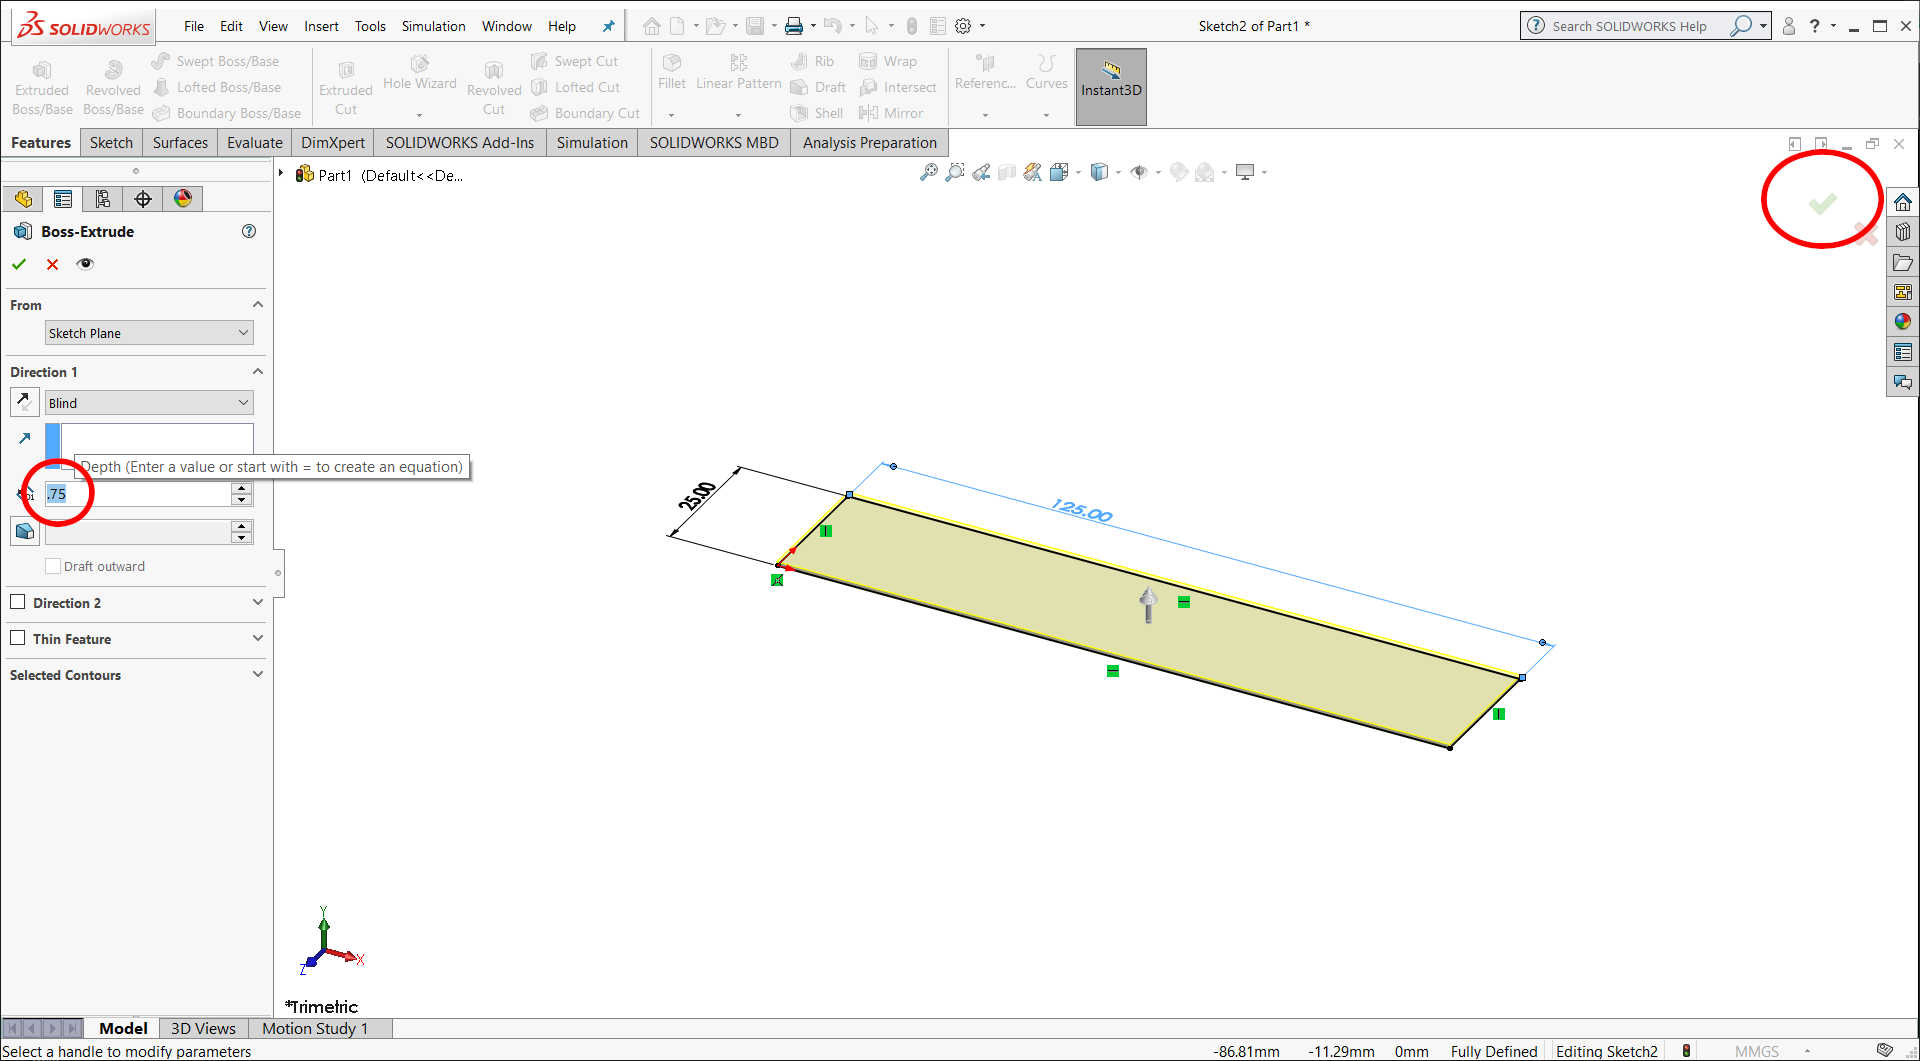 SOLIDWORKS File Edit View Insert Tools Simulation Window Help Sketch2 of Part1 * Search SOLIDWORKS Help ?
Extruded Boss/Base
Revolved Boss/Base
Swept Boss/Base
Lofted Boss/Base
Boundary Boss/Base
Extruded Cut
Hole Wizard
Revolved Cut
Swept Cut
Lofted Cut
Boundary Cut
Fillet
Linear Pattern
Rib
Draft
Shell
Wrap
Intersect
Mirror
Referenc...
Curves
Instant3D
Features Sketch Surfaces Evaluate DimXpert SOLIDWORKS Add-Ins Simulation SOLIDWORKS MBD Analysis Preparation
Part1 (Default<<De...
Boss-Extrude
From
Sketch Plane
Direction 1
Blind
Depth (Enter a value or start with = to create an equation)
.75
Draft outward
Direction 2
Thin Feature
Selected Contours
25.00
125.00
Y
X
Z
*Trimetric
Model 3D Views Motion Study 1
Select a handle to modify parameters -86.81mm -11.29mm 0mm Fully Defined Editing Sketch2 MMGS